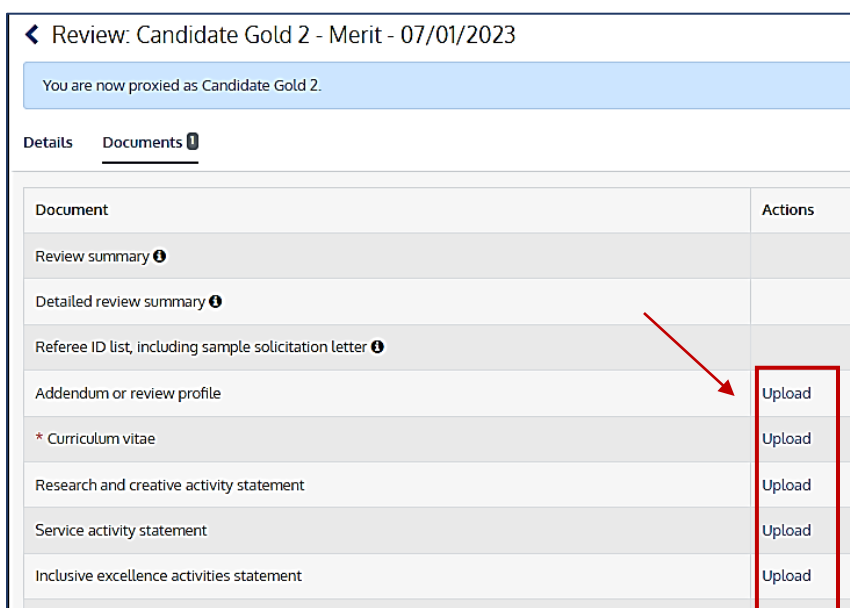 Review: Candidate Gold 2 - Merit - 07/01/2023
You are now proxied as Candidate Gold 2.
Details Documents 1
Document Actions
Review summary
Detailed review summary
Referee ID list, including sample solicitation letter
Addendum or review profile Upload
* Curriculum vitae Upload
Research and creative activity statement Upload
Service activity statement Upload
Inclusive excellence activities statement Upload